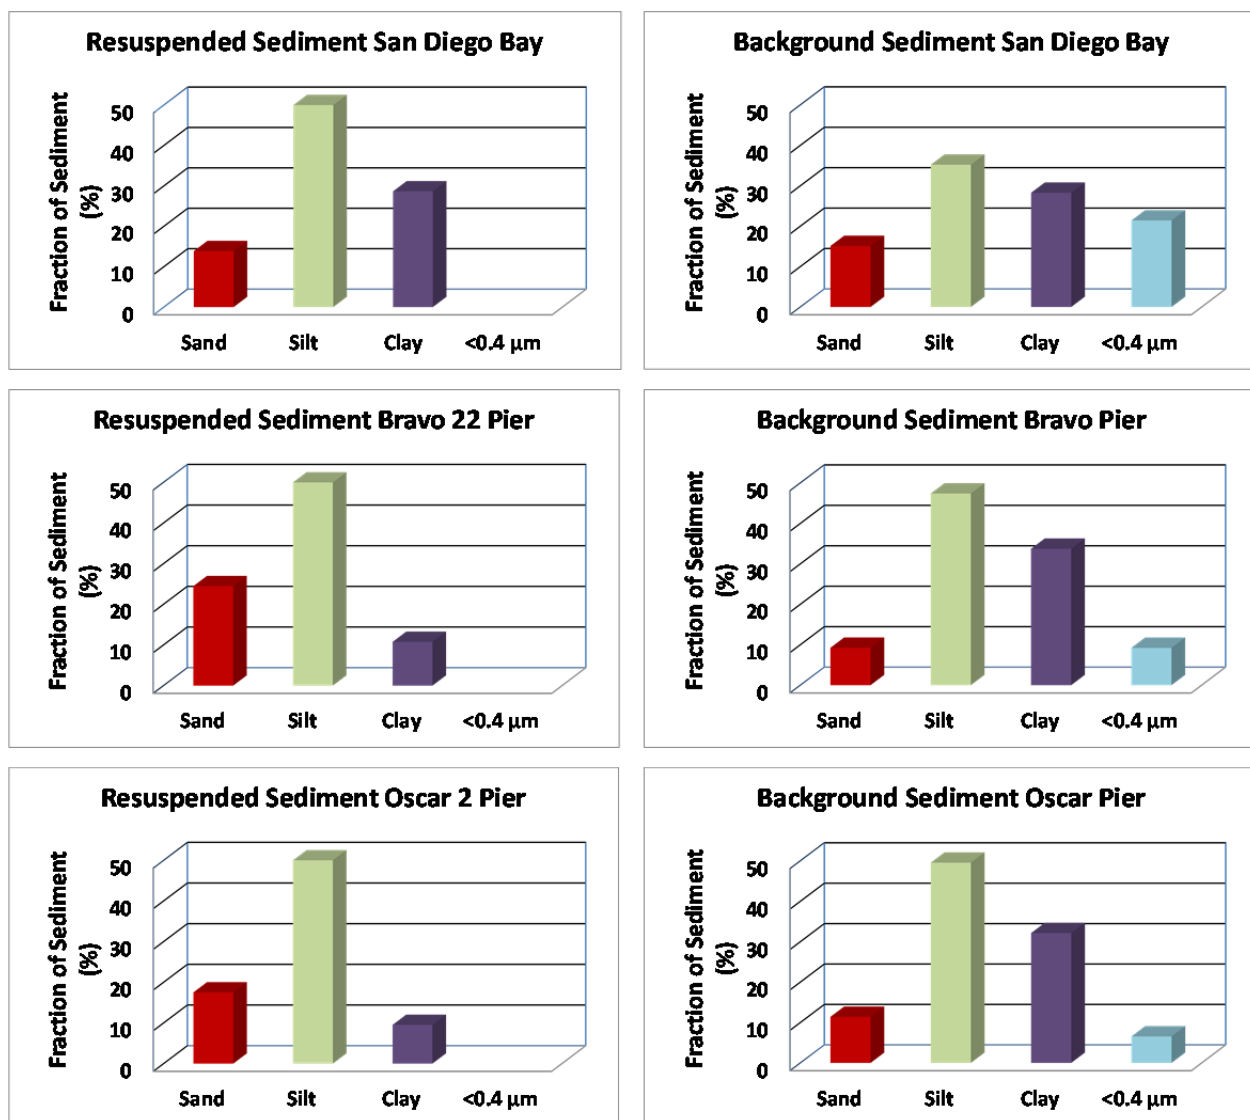 Resuspended Sediment San Diego Bay
Fraction of Sediment
(%)
50
40
30
20
10
0
Sand Silt Clay <0.4 µm
Background Sediment San Diego Bay
Fraction of Sediment
(%)
50
40
30
20
10
0
Sand Silt Clay <0.4 µm
Resuspended Sediment Bravo 22 Pier
Fraction of Sediment
(%)
50
40
30
20
10
0
Sand Silt Clay <0.4 µm
Background Sediment Bravo Pier
Fraction of Sediment
(%)
50
40
30
20
10
0
Sand Silt Clay <0.4 µm
Resuspended Sediment Oscar 2 Pier
Fraction of Sediment
(%)
50
40
30
20
10
0
Sand Silt Clay <0.4 µm
Background Sediment Oscar Pier
Fraction of Sediment
(%)
50
40
30
20
10
0
Sand Silt Clay <0.4 µm